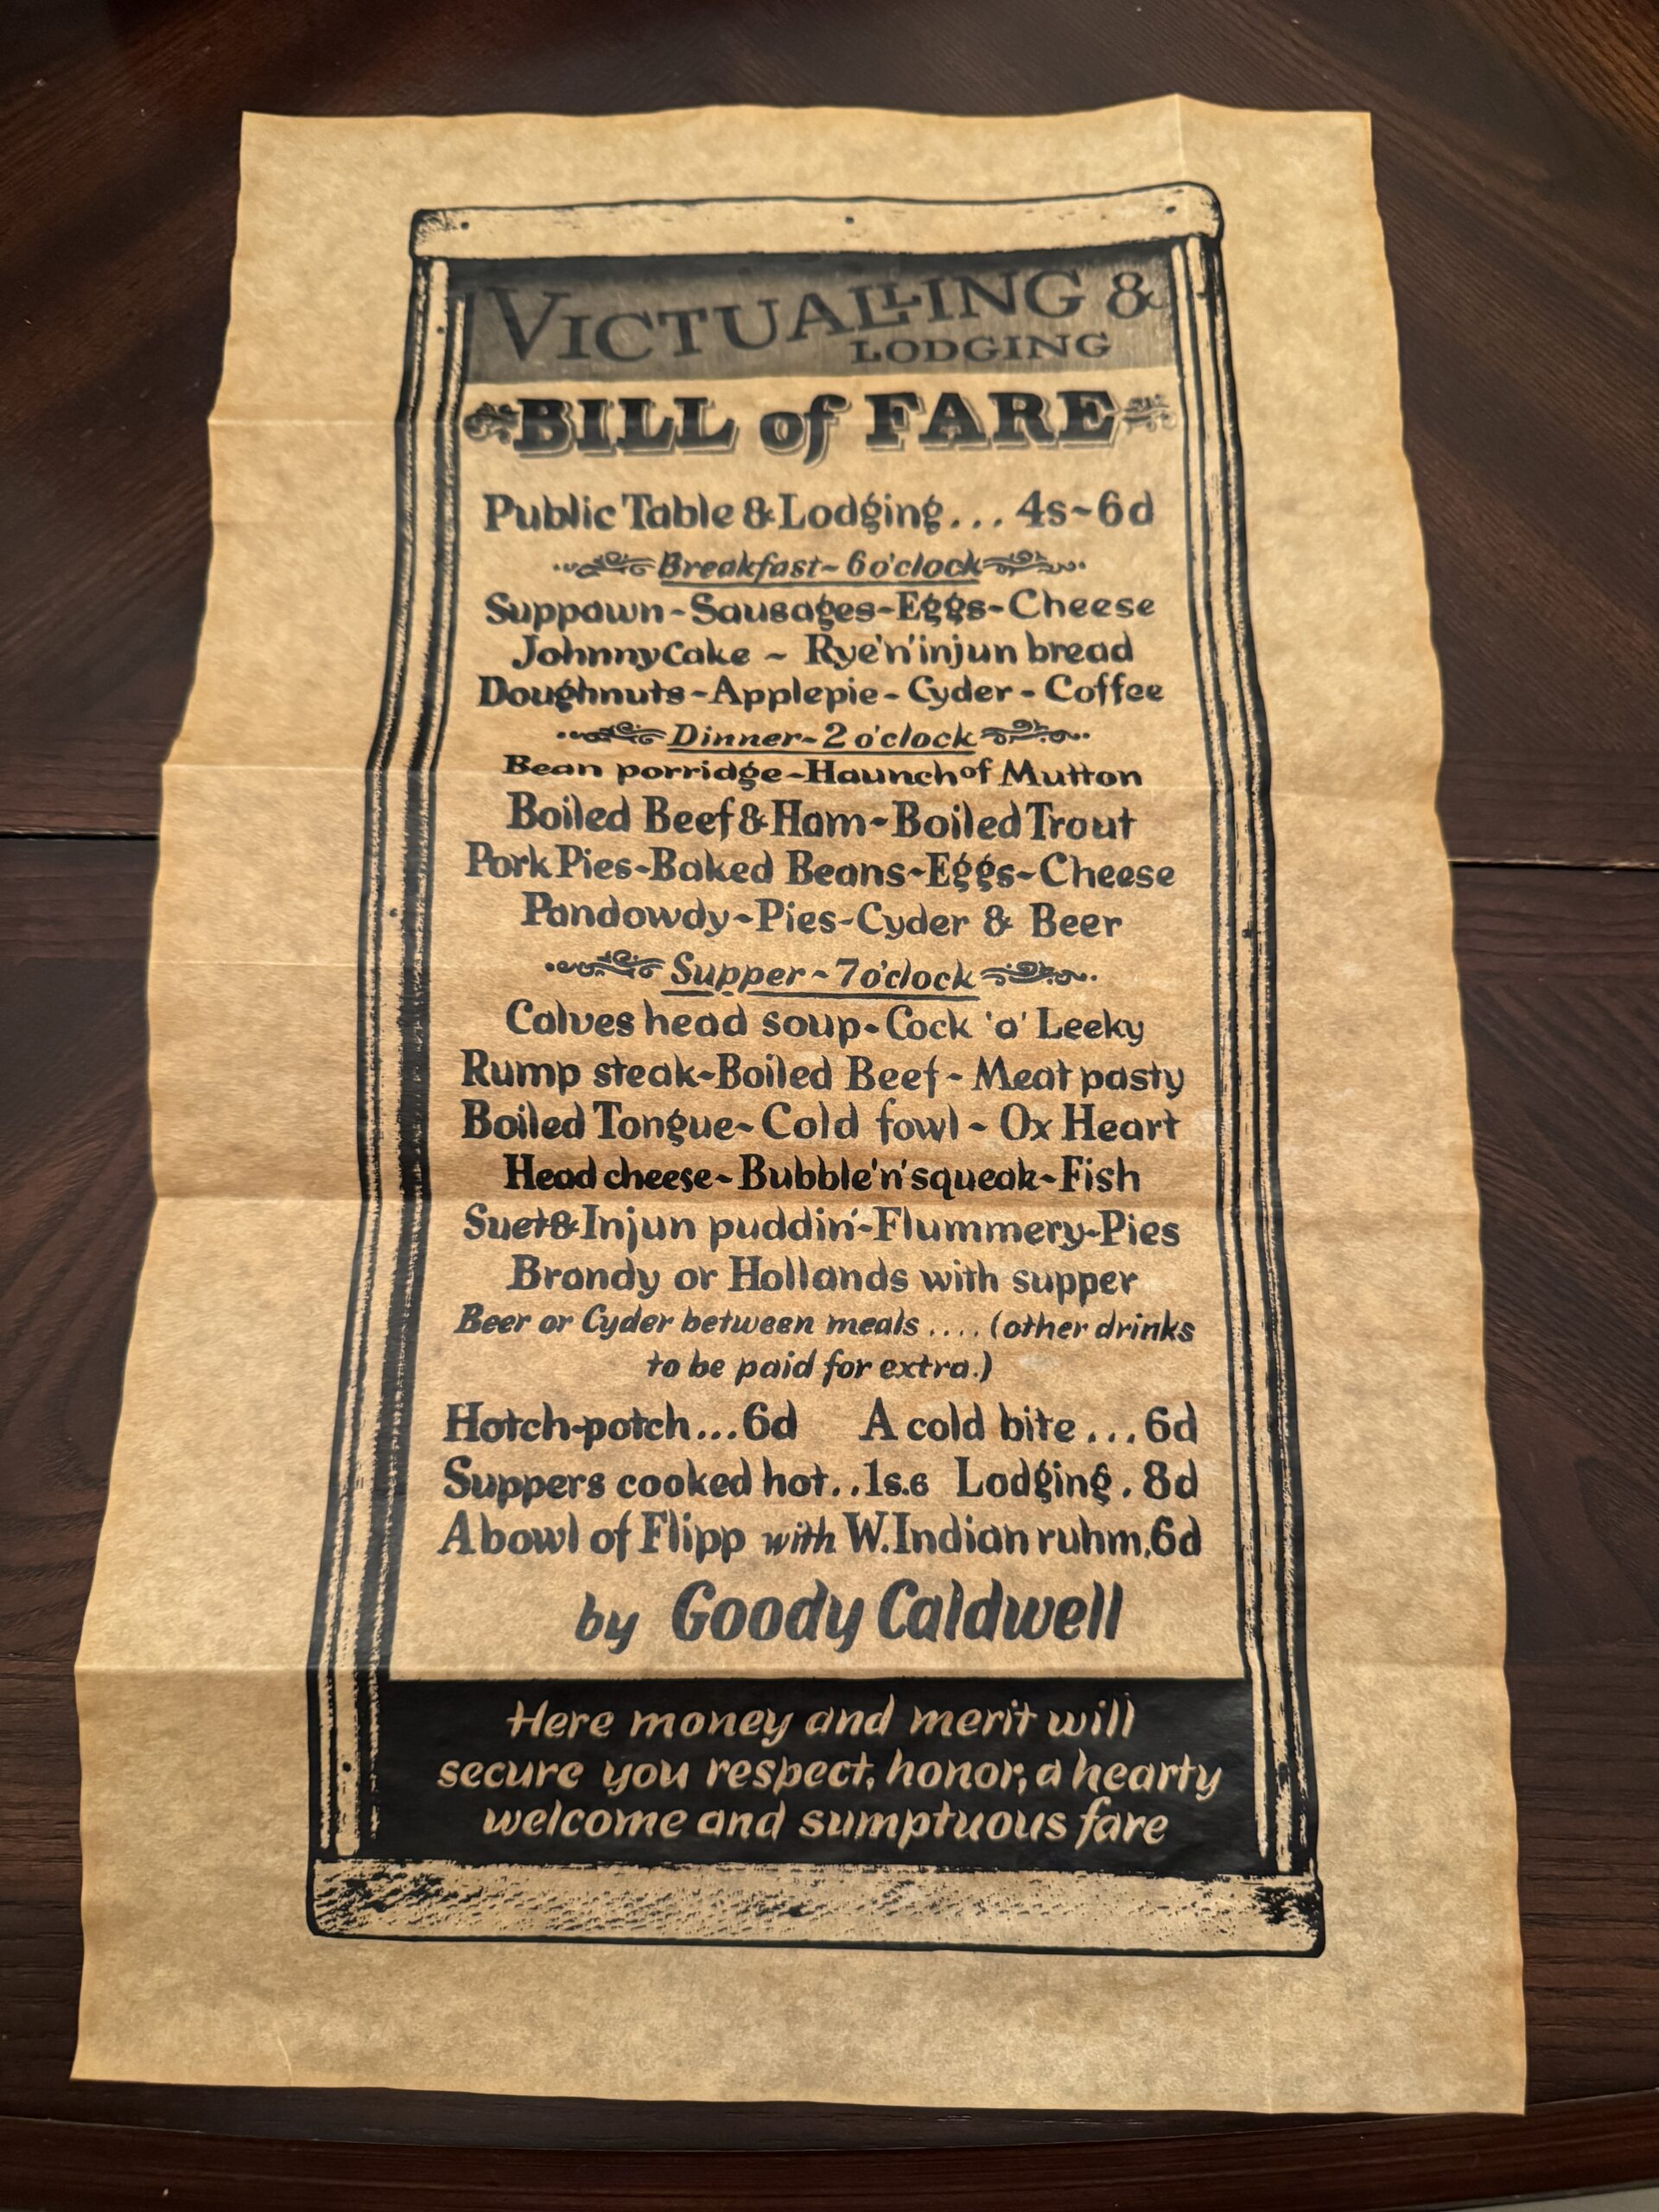 VICTUALLING &
LODGING
BILL of FARE
Public Table & Lodging... 4s~6d
Breakfast~6 o'clock
Suppawn~Sausages~Eggs~Cheese
Johnny Cake ~ Rye'n'injun bread
Doughnuts~Applepie~Cyder~Coffee
Dinner~2 o'clock
Bean porridge~Haunch of Mutton
Boiled Beef & Ham~Boiled Trout
Pork Pies~Baked Beans~Eggs~Cheese
Pandowdy~Pies~Cyder & Beer
Supper~7 o'clock
Calves head soup~Cock 'a' Leeky
Rump steak~Boiled Beef~Meat pasty
Boiled Tongue~Cold fowl~Ox Heart
Head cheese~Bubble'n'squeak~Fish
Suet & Injun puddin'~Flummery~Pies
Brandy or Hollands with supper
Beer or Cyder between meals .... (other drinks
to be paid for extra.)
Hotch-potch...6d A cold bite...6d
Suppers cooked hot..1s.6 Lodging.8d
A bowl of Flipp with W.Indian ruhm.6d
by Goody Caldwell
Here money and merit will
secure you respect, honor, a hearty
welcome and sumptuous fare